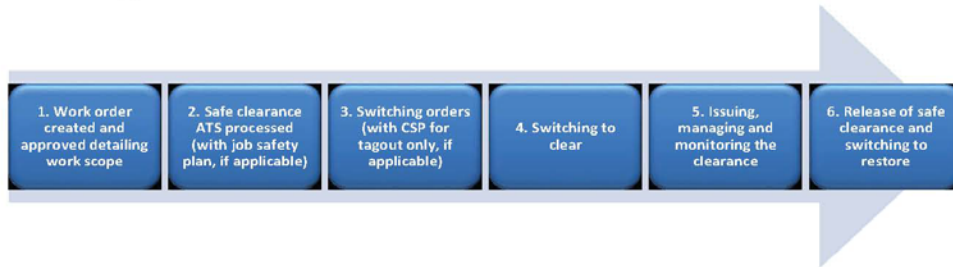 1. Work order
created and
approved detailing
work scope
2. Safe clearance
ATS processed
(with job safety
plan, if applicable)
3. Switching orders
(with CSP for
tagout only, if
applicable)
4. Switching to
clear
5. Issuing,
managing and
monitoring the
clearance
6. Release of safe
clearance and
switching to
restore